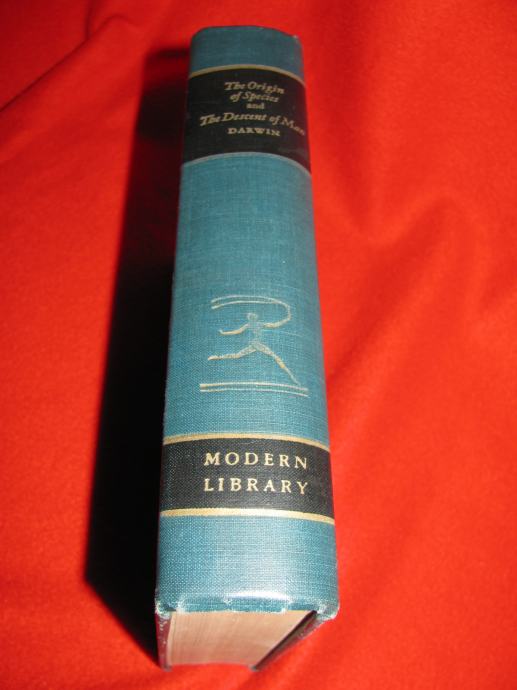 The Origin
of Species
and
The Descent of Man
DARWIN
MODERN
LIBRARY